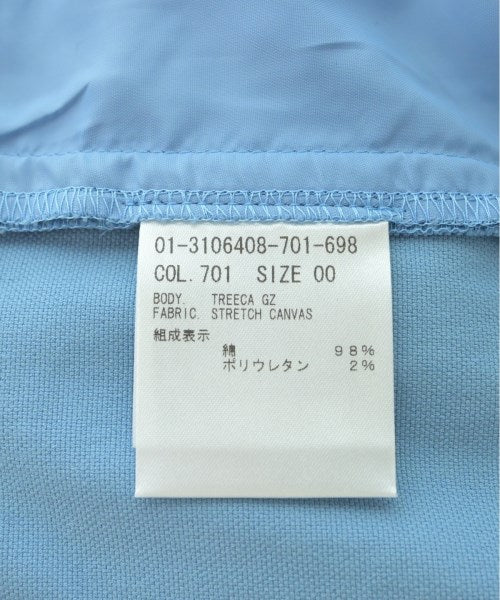 01-3106408-701-698
COL. 701 SIZE 00
BODY. TREECA GZ
FABRIC. STRETCH CANVAS
組成表示
綿 98%
ポリウレタン 2%